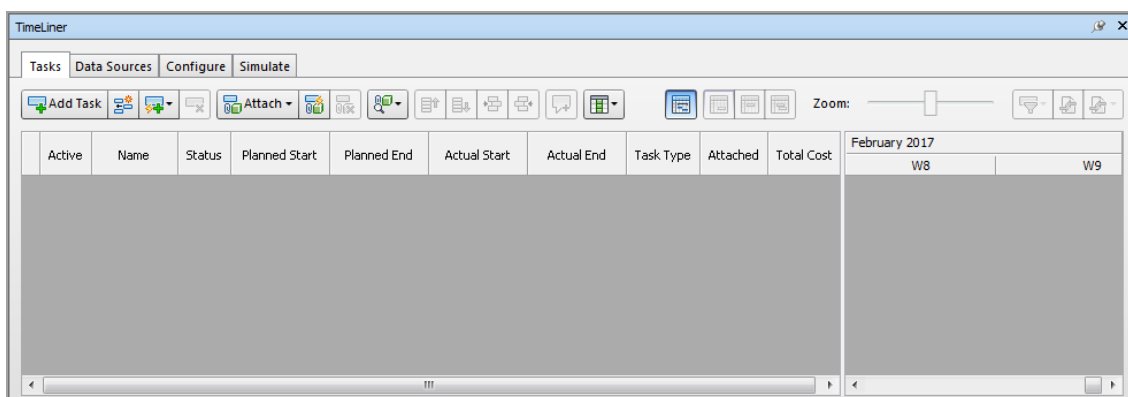 TimeLiner
Tasks Data Sources Configure Simulate
Add Task Attach Zoom:
Active Name Status Planned Start Planned End Actual Start Actual End Task Type Attached Total Cost February 2017
W8 W9